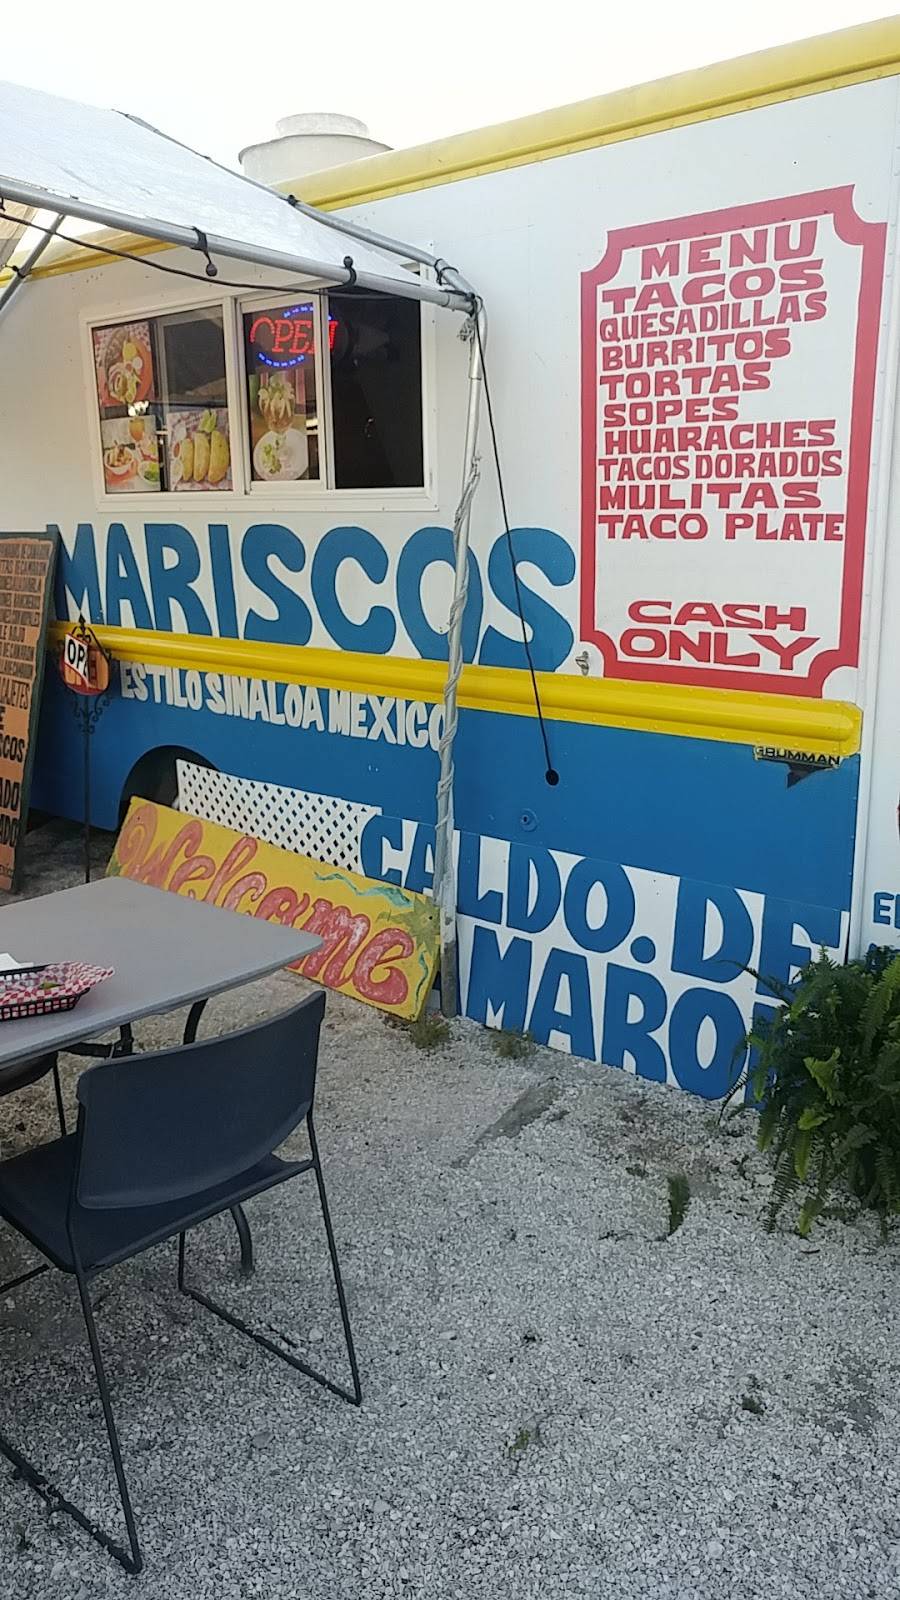 MENU
TACOS
QUESADILLAS
BURRITOS
TORTAS
SOPES
HUARACHES
TACOS DORADOS
MULITAS
TACO PLATE
CASH
ONLY
OPEN
MARISCOS
ESTILO SINALOA MEXICO
GRUMMAN
Welcome
CALDO. DE